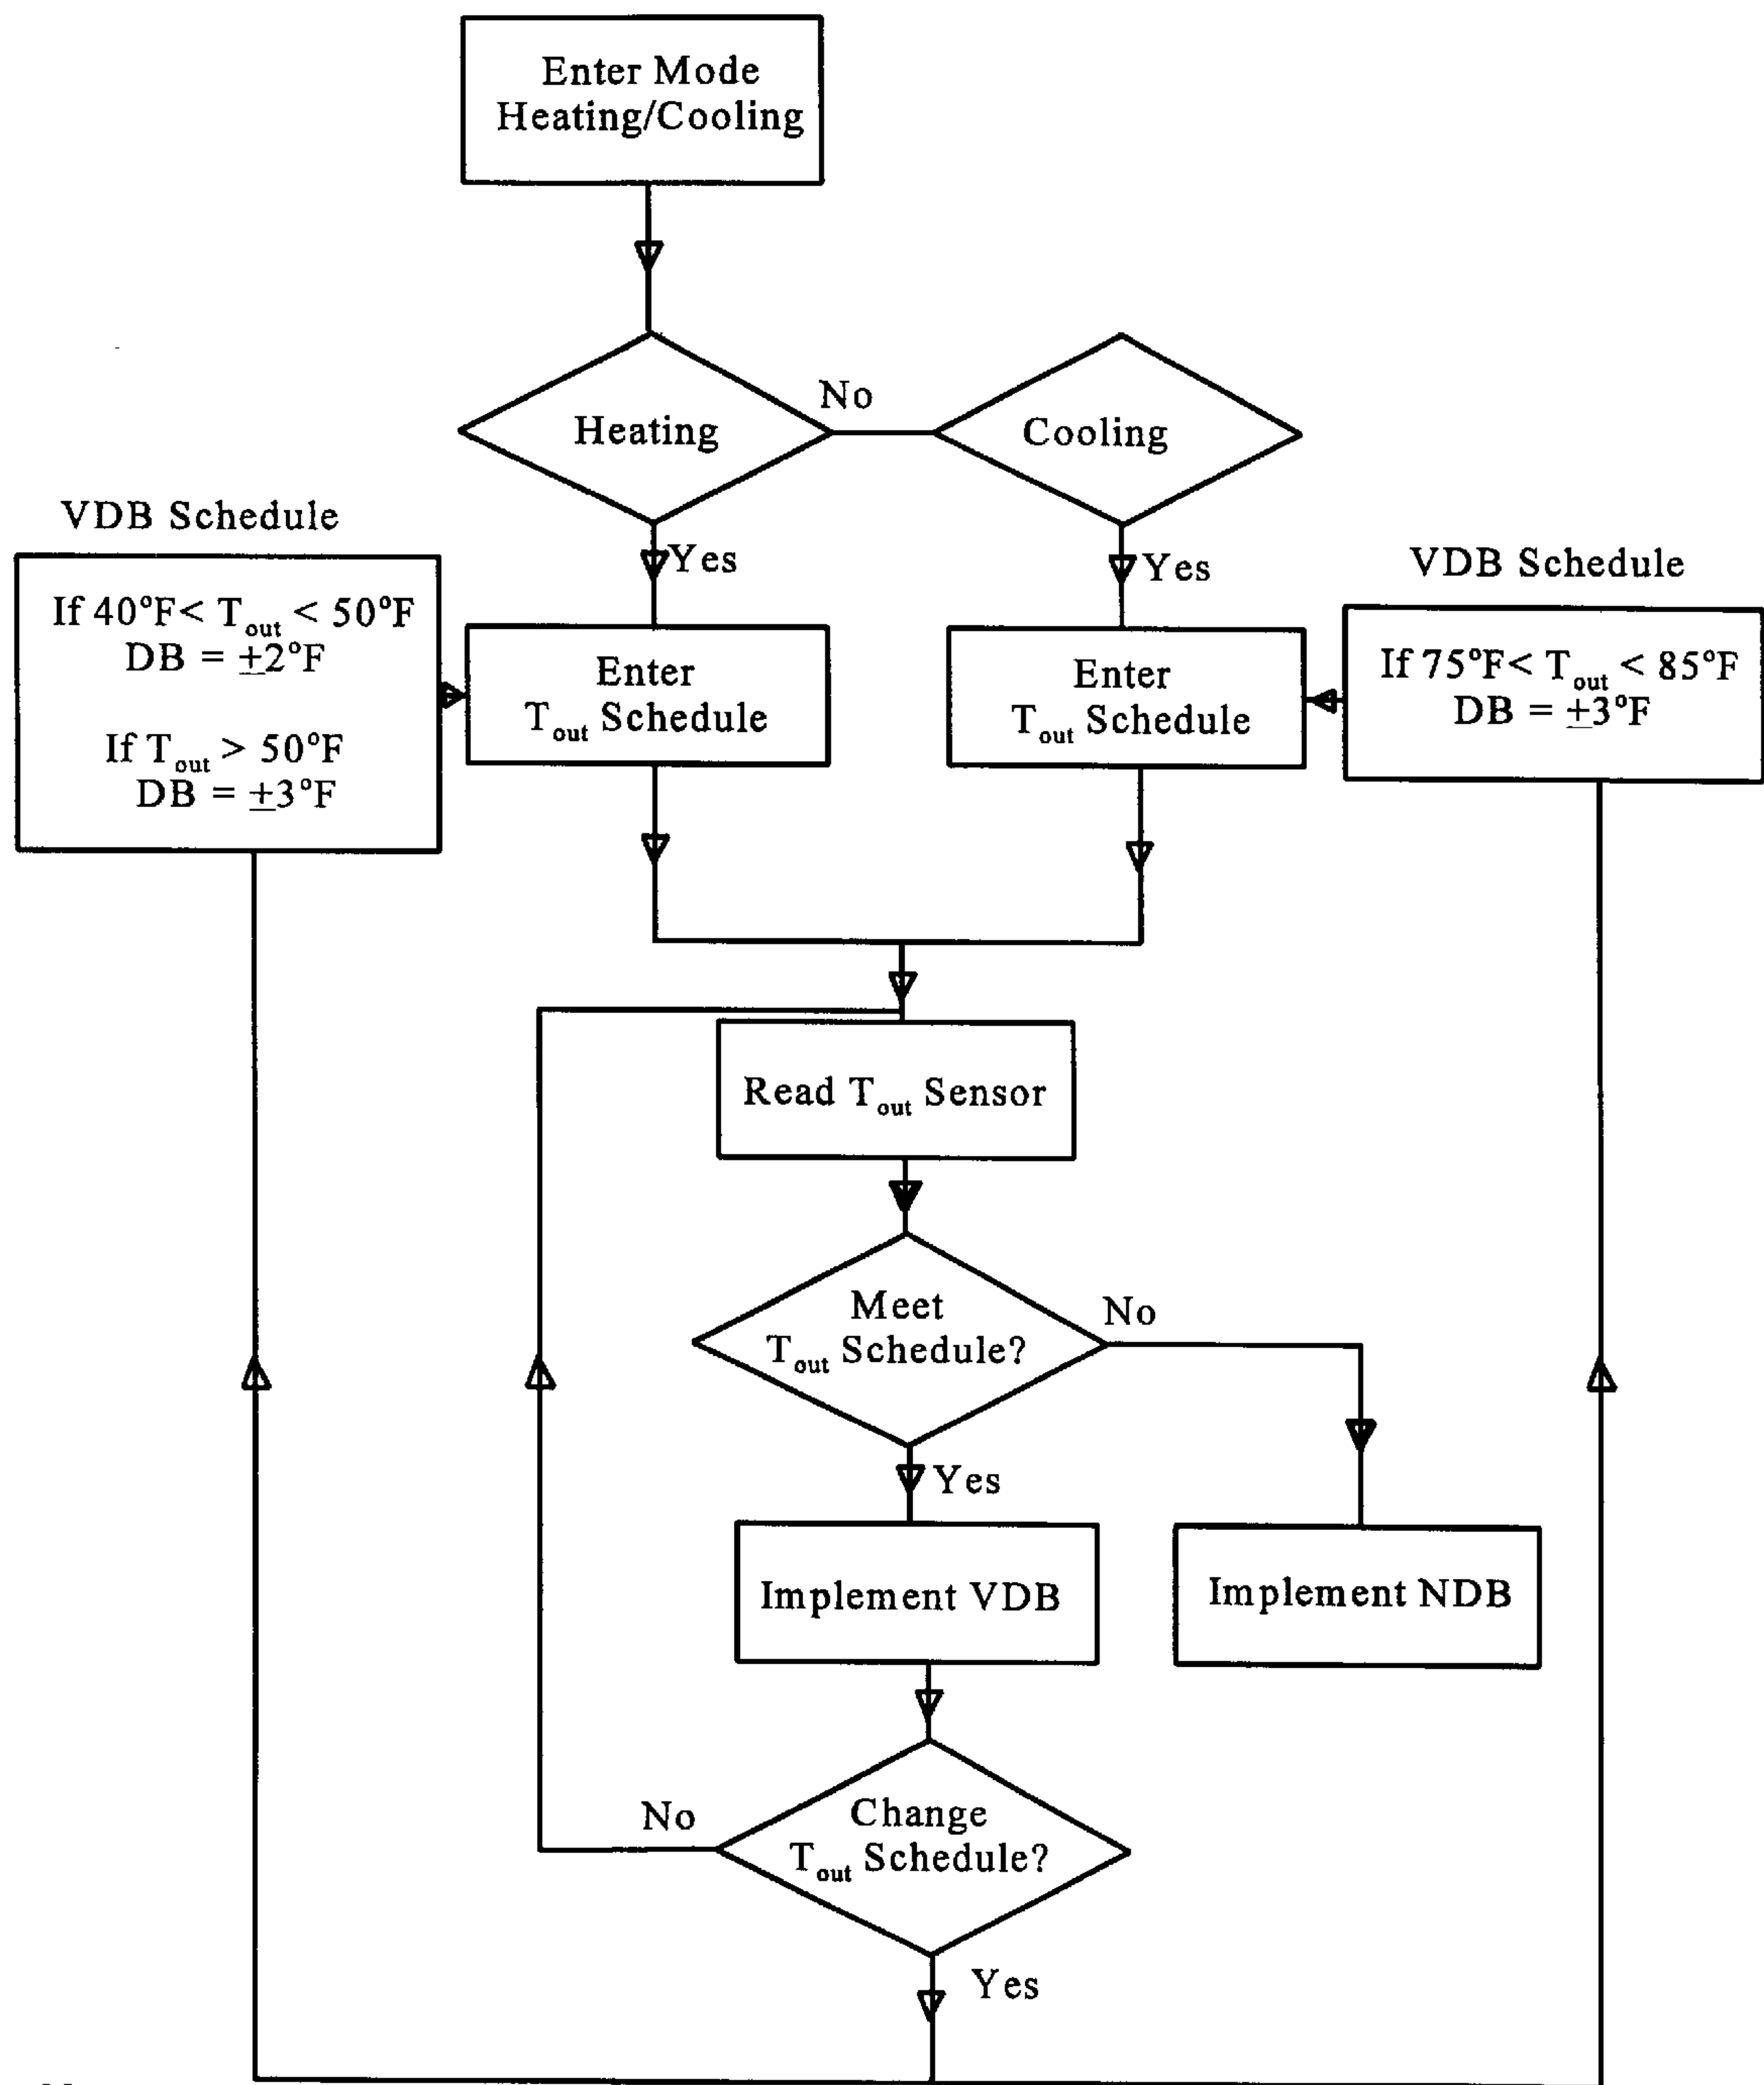 Enter Mode
Heating/Cooling
Heating
No
Cooling
Yes
Yes
VDB Schedule
If 40°F< Tout < 50°F
DB = ±2°F
If Tout > 50°F
DB = ±3°F
Enter
Tout Schedule
Enter
Tout Schedule
VDB Schedule
If 75°F< Tout < 85°F
DB = ±3°F
Read Tout Sensor
Meet
Tout Schedule?
No
Yes
Implement VDB
Implement NDB
Change
Tout Schedule?
No
Yes